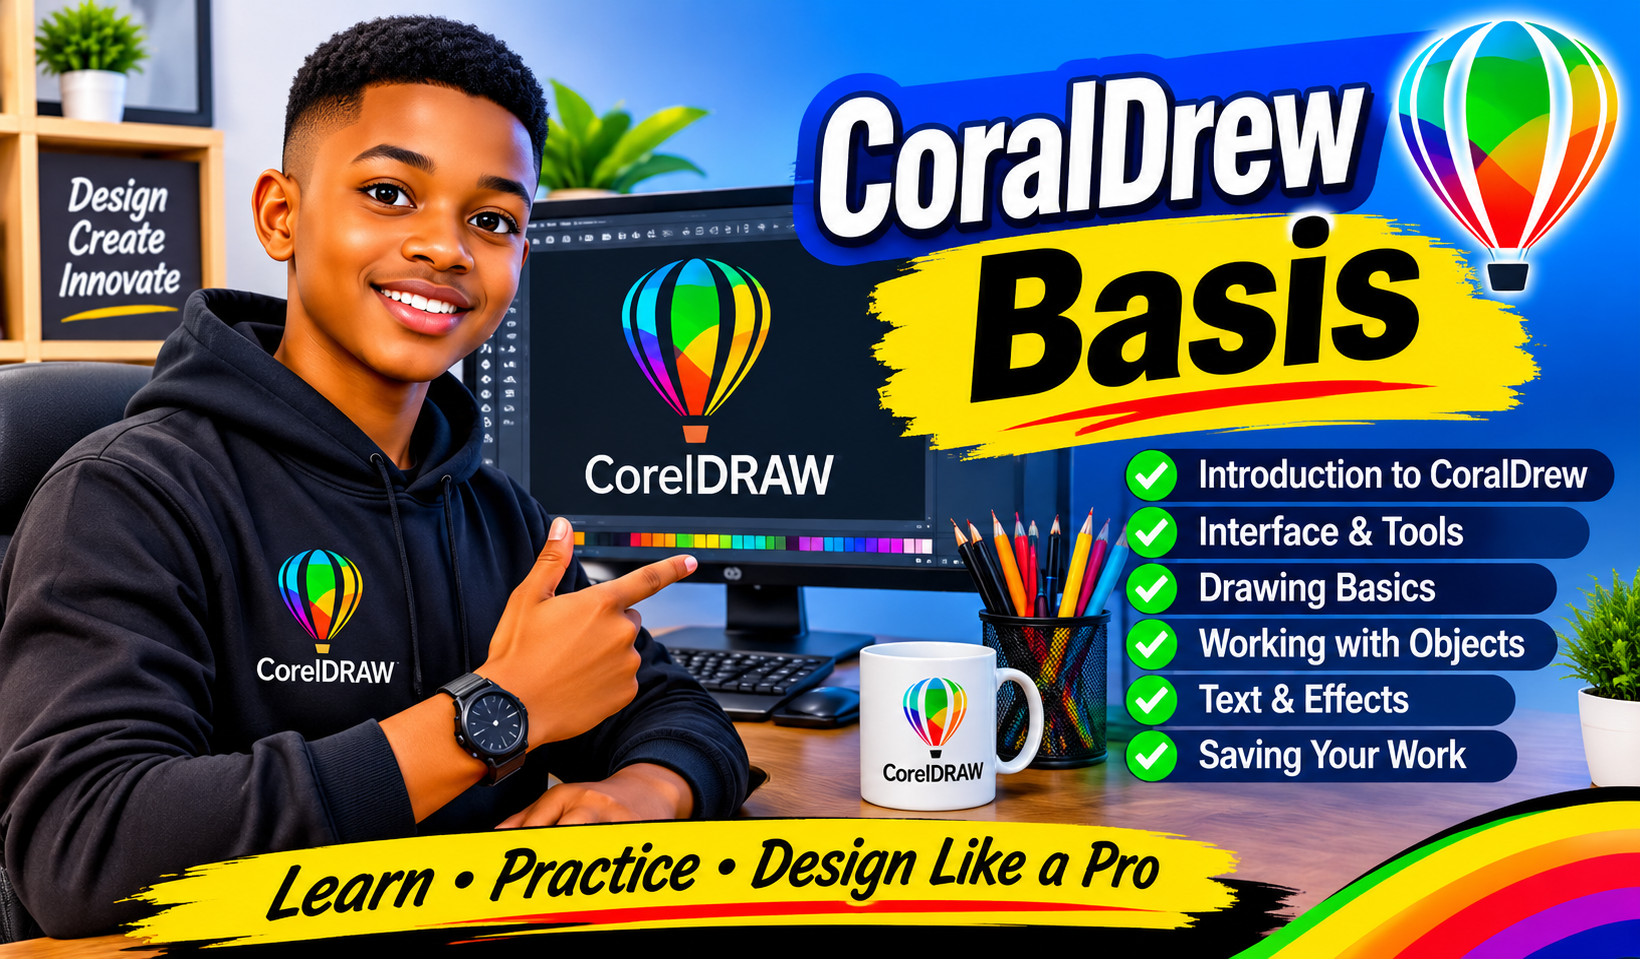 Design
Create
Innovate
CorelDRAW
CorelDRAW
CorelDRAW
CoralDrew
Basis
Introduction to CoralDrew
Interface & Tools
Drawing Basics
Working with Objects
Text & Effects
Saving Your Work
Learn • Practice • Design Like a Pro